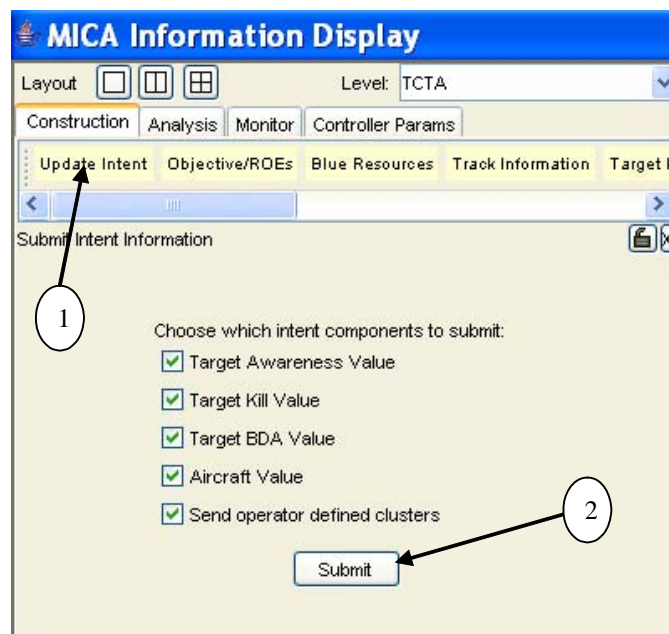 MICA Information Display
Layout Level: TCTA
Construction Analysis Monitor Controller Params
Update Intent Objective/ROEs Blue Resources Track Information Target
Submit Intent Information
1
Choose which intent components to submit:
Target Awareness Value
Target Kill Value
Target BDA Value
Aircraft Value
Send operator defined clusters
2
Submit